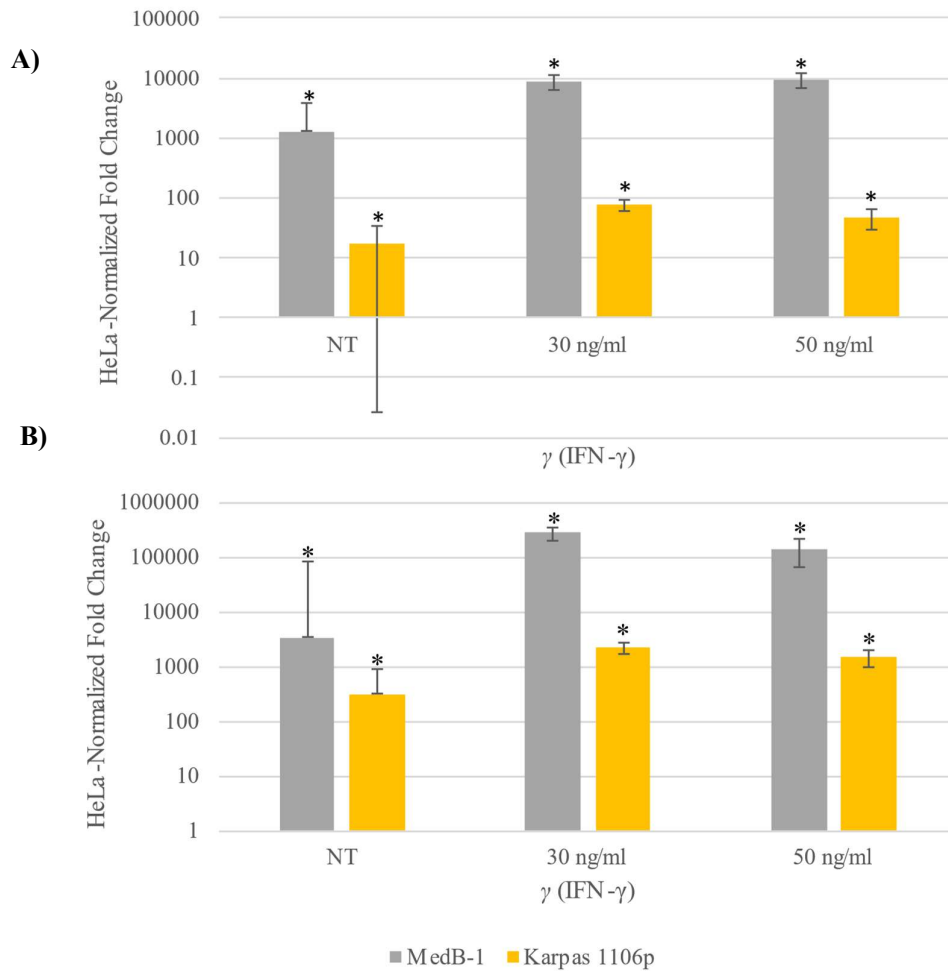 A)
HeLa -Normalized Fold Change
100000
*
*
*
10000
1000
*
*
*
100
10
1
NT
30 ng/ml
50 ng/ml
0.1
0.01
γ (IFN-γ)
B)
HeLa -Normalized Fold Change
1000000
*
*
*
100000
10000
*
*
*
1000
100
10
1
NT
30 ng/ml
50 ng/ml
γ (IFN-γ)
MedB-1
Karpas 1106p